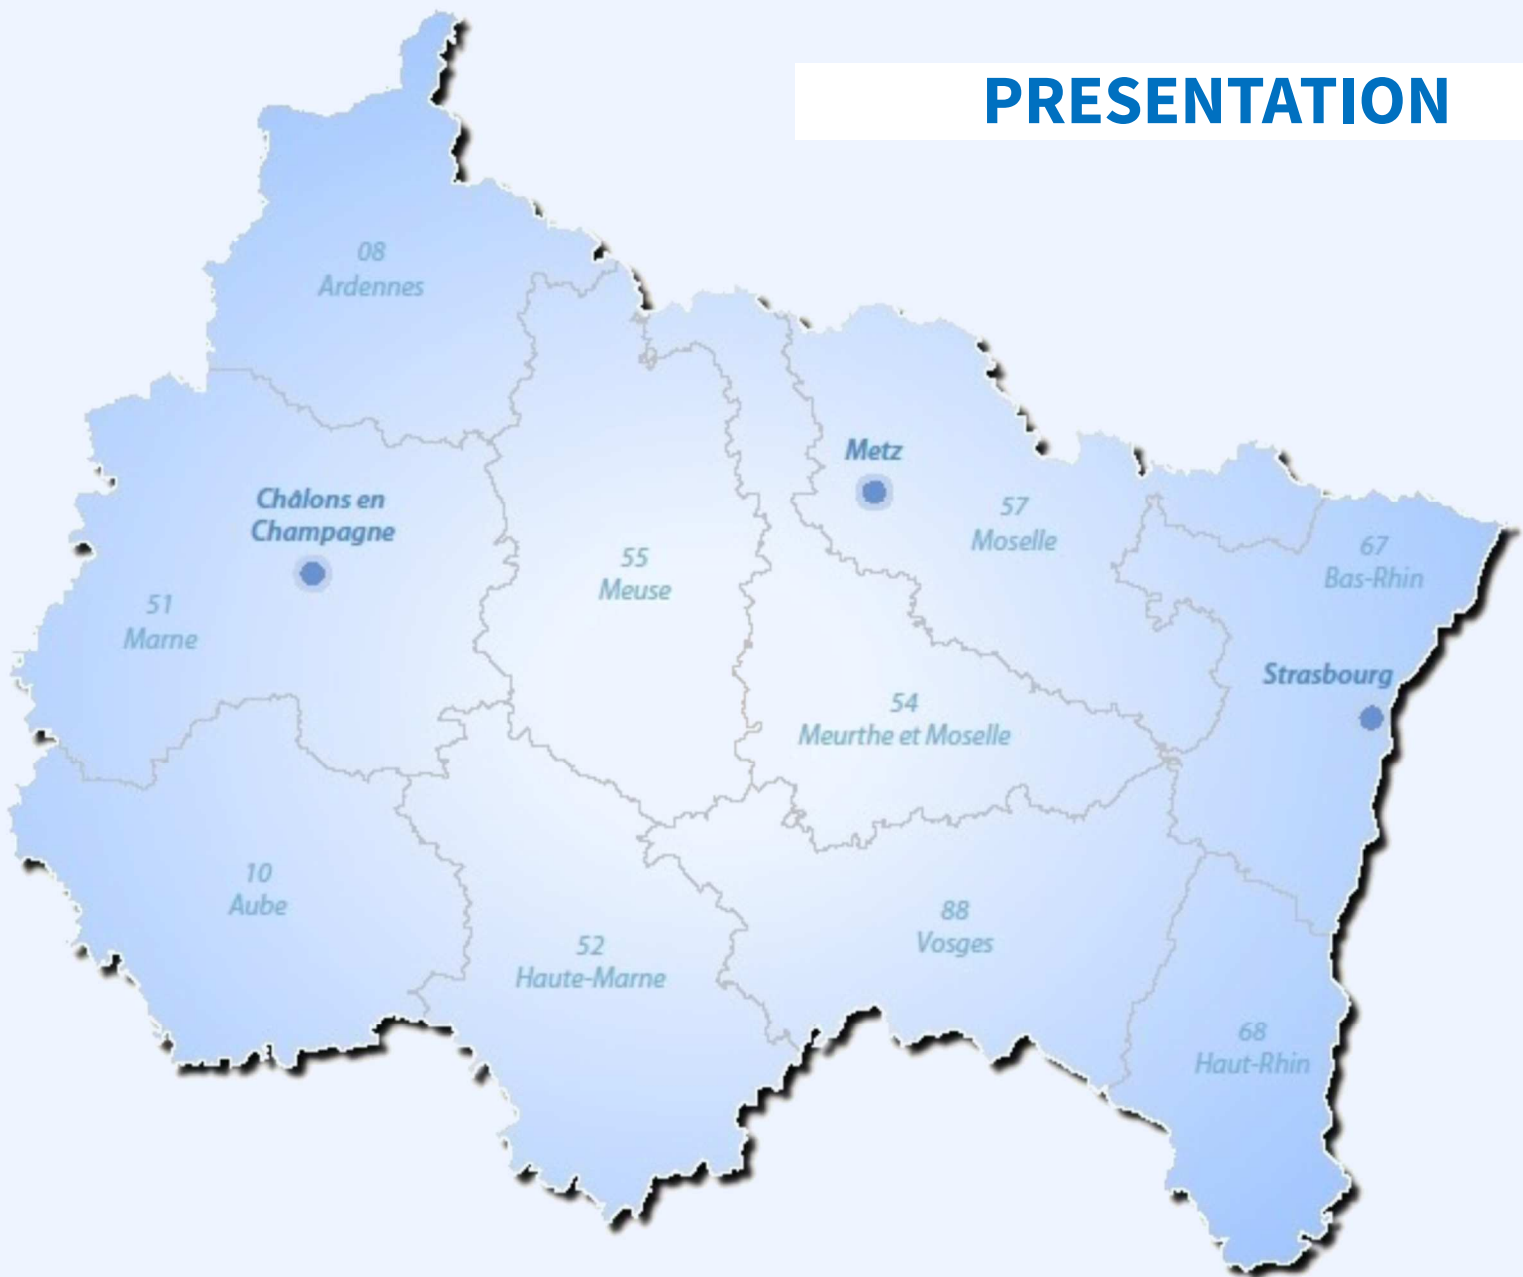 PRESENTATION
08
Ardennes
Metz
Châlons en
Champagne
57
Moselle
67
Bas-Rhin
55
Meuse
51
Marne
Strasbourg
54
Meurthe et Moselle
10
Aube
88
Vosges
52
Haute-Marne
68
Haut-Rhin